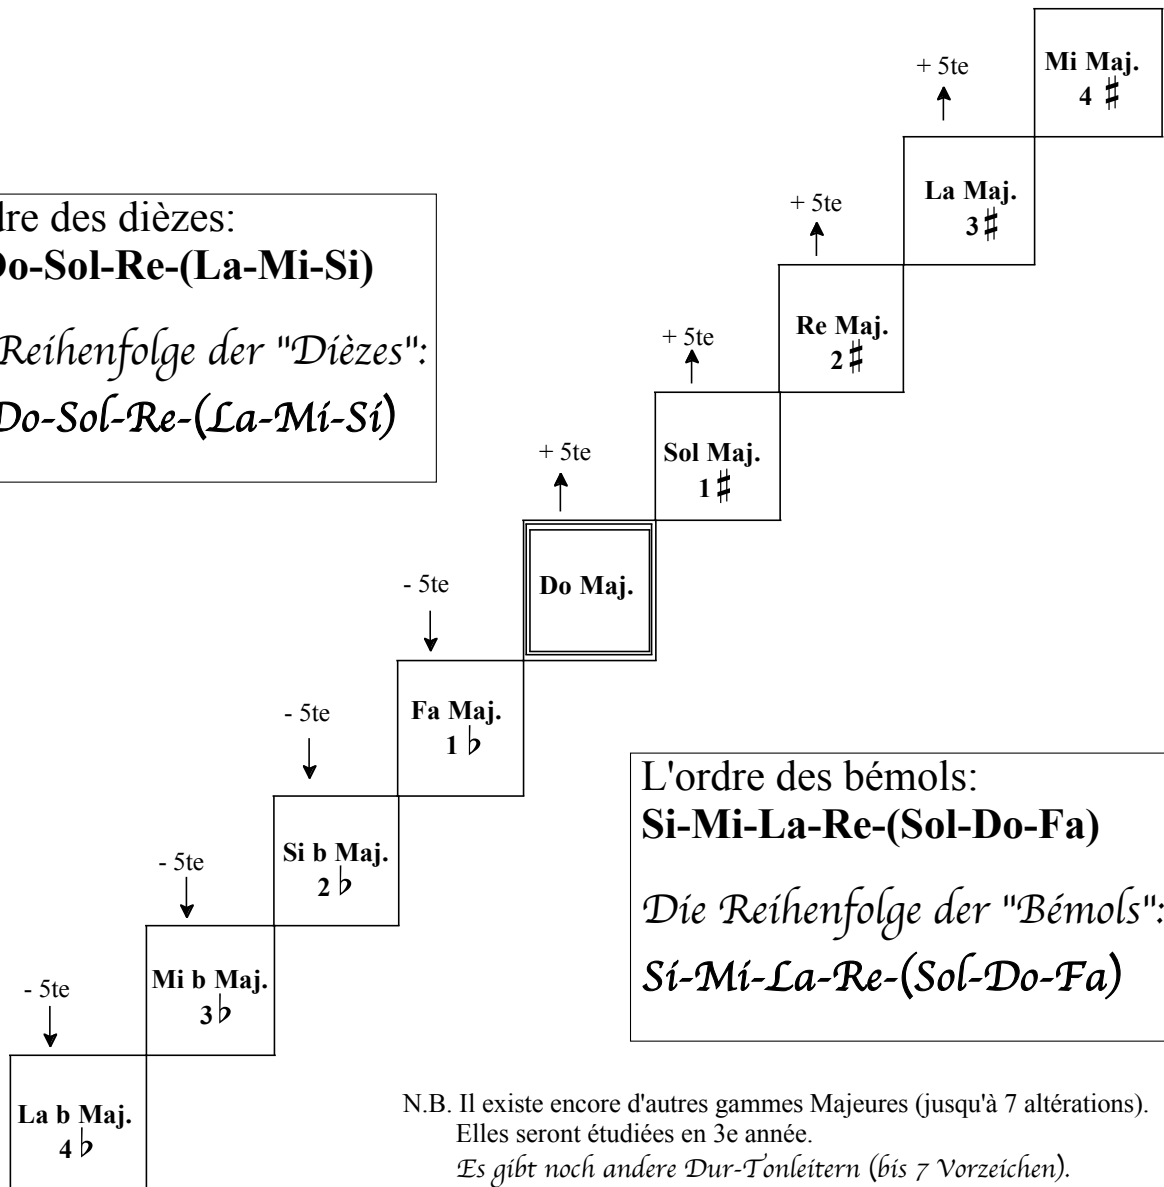 + 5te
Mi Maj.
4 ♯
+ 5te
La Maj.
3 ♯
dre des dièzes:
Do-Sol-Re-(La-Mi-Si)
Reihenfolge der "Dièzes":
Do-Sol-Re-(La-Mi-Si)
+ 5te
Re Maj.
2 ♯
+ 5te
Sol Maj.
1 ♯
- 5te
Do Maj.
- 5te
Fa Maj.
1 ♭
- 5te
Si b Maj.
2 ♭
- 5te
Mi b Maj.
3 ♭
La b Maj.
4 ♭
L'ordre des bémols:
Si-Mi-La-Re-(Sol-Do-Fa)
Die Reihenfolge der "Bémols":
Si-Mi-La-Re-(Sol-Do-Fa)
N.B. Il existe encore d'autres gammes Majeures (jusqu'à 7 altérations).
Elles seront étudiées en 3e année.
Es gibt noch andere Dur-Tonleitern (bis 7 Vorzeichen).